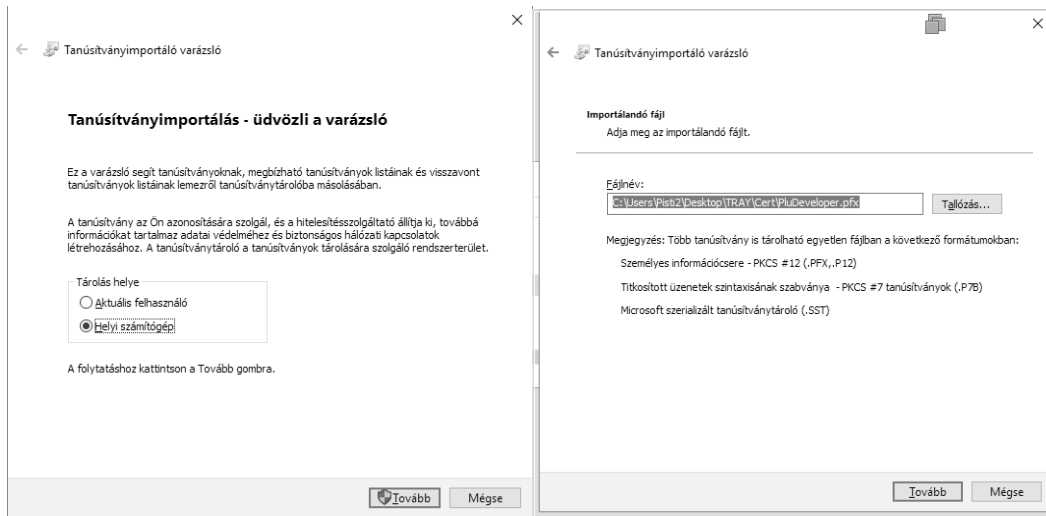 Tanúsítványimportáló varázsló
Tanúsítványimportálás - üdvözli a varázsló
Ez a varázsló segít tanúsítványoknak, megbízható tanúsítványok listáinak és visszavont
tanúsítványok listáinak lemezről tanúsítványtárolóba másolásában.
A tanúsítvány az Ön azonosítására szolgál, és a hitelesítésszolgáltató állítja ki, továbbá
információkat tartalmaz adatai védelméhez és biztonságos hálózati kapcsolatok
létrehozásához. A tanúsítványtároló a tanúsítványok tárolására szolgáló rendszerterület.
Tárolás helye
Aktuális felhasználó
Helyi számítógép
A folytatáshoz kattintson a Tovább gombra.
Tovább Mégse
Tanúsítványimportáló varázsló
Importálandó fájl
Adja meg az importálandó fájlt.
Fájlnév:
C:\Users\Pisti2\Desktop\TRAY\Cert\PluDeveloper.pfx Tallózás...
Megjegyzés: Több tanúsítvány is tárolható egyetlen fájlban a következő formátumokban:
Személyes információcsere - PKCS #12 (.PFX,.P12)
Titkosított üzenetek szintaxisának szabványa - PKCS #7 tanúsítványok (.P7B)
Microsoft szerializált tanúsítványtároló (.SST)
Tovább Mégse